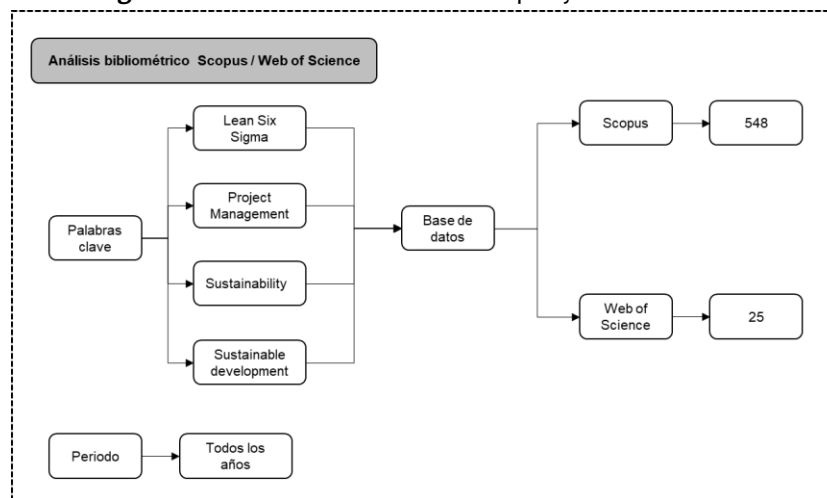 Análisis bibliométrico Scopus / Web of Science
Lean Six
Sigma
Scopus
548
Project
Management
Palabras
clave
Base de
datos
Sustainability
Web of
Science
25
Sustainable
development
Periodo
Todos los
años